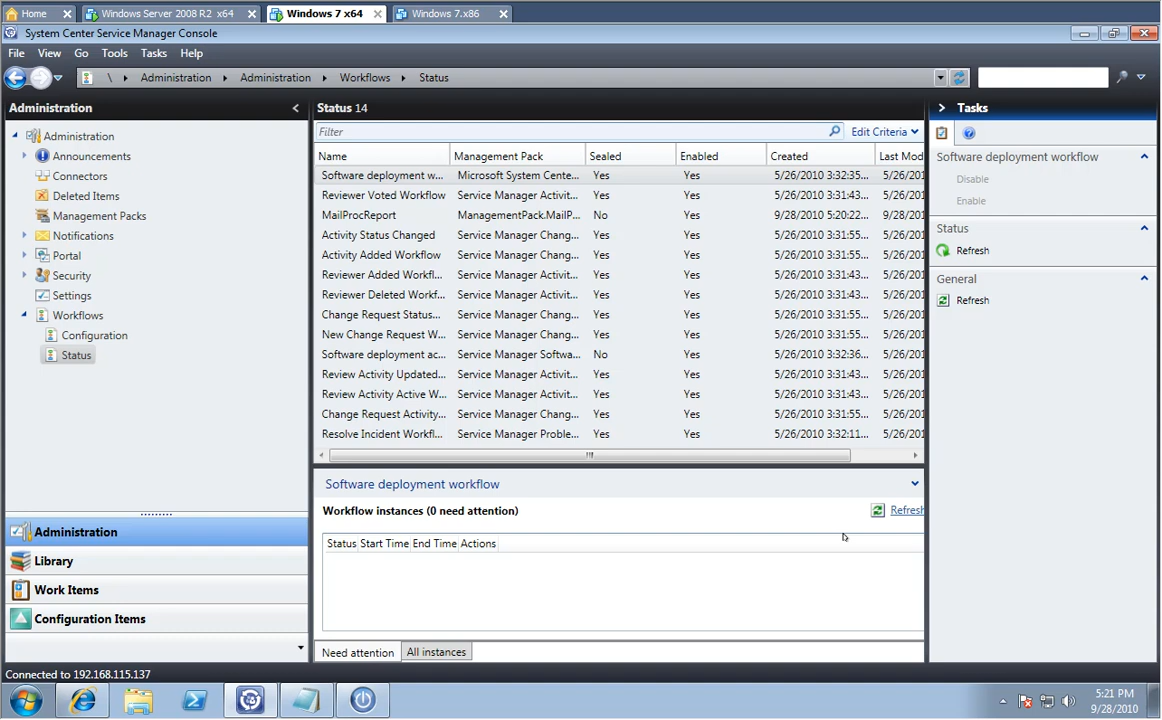 Home
Windows Server 2008 R2 x64
Windows 7 x64
Windows 7.x86
System Center Service Manager Console
File View Go Tools Tasks Help
\ Administration Administration Workflows Status
Administration
Administration
Announcements
Connectors
Deleted Items
Management Packs
Notifications
Portal
Security
Settings
Workflows
Configuration
Status
Administration
Library
Work Items
Configuration Items
Status 14
Filter
Edit Criteria
Name Management Pack Sealed Enabled Created Last Mod
Software deployment w... Microsoft System Cente... Yes Yes 5/26/2010 3:32:35... 5/26/201
Reviewer Voted Workflow Service Manager Activit... Yes Yes 5/26/2010 3:31:43... 5/26/201
MailProcReport ManagementPack.MailP... No Yes 9/28/2010 5:20:22... 9/28/201
Activity Status Changed Service Manager Chang... Yes Yes 5/26/2010 3:31:55... 5/26/201
Activity Added Workflow Service Manager Chang... Yes Yes 5/26/2010 3:31:55... 5/26/201
Reviewer Added Workfl... Service Manager Activit... Yes Yes 5/26/2010 3:31:43... 5/26/201
Reviewer Deleted Workf... Service Manager Activit... Yes Yes 5/26/2010 3:31:43... 5/26/201
Change Request Status... Service Manager Chang... Yes Yes 5/26/2010 3:31:55... 5/26/201
New Change Request W... Service Manager Chang... Yes Yes 5/26/2010 3:31:55... 5/26/201
Software deployment ac... Service Manager Softwa... No Yes 5/26/2010 3:32:36... 5/26/201
Review Activity Updated... Service Manager Activit... Yes Yes 5/26/2010 3:31:43... 5/26/201
Review Activity Active W... Service Manager Activit... Yes Yes 5/26/2010 3:31:43... 5/26/201
Change Request Activity... Service Manager Chang... Yes Yes 5/26/2010 3:31:55... 5/26/201
Resolve Incident Workfl... Service Manager Proble... Yes Yes 5/26/2010 3:32:11... 5/26/201
Software deployment workflow
Workflow instances (0 need attention)
Refresh
Status Start Time End Time Actions
Need attention All instances
Tasks
Software deployment workflow
Disable
Enable
Status
Refresh
General
Refresh
Connected to 192.168.115.137
5:21 PM
9/28/2010